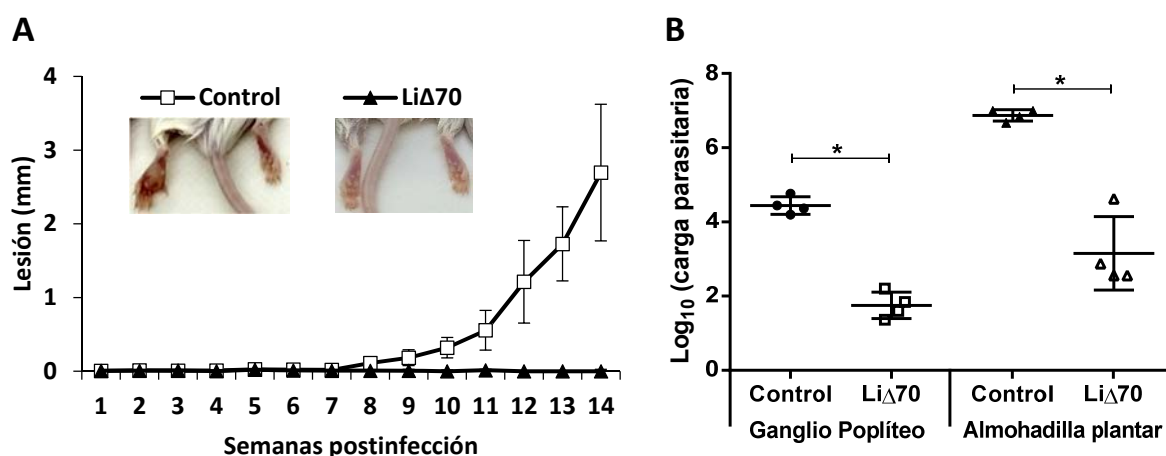 A
Lesión (mm)
4
3
2
1
0
Control
LiΔ70
1 2 3 4 5 6 7 8 9 10 11 12 13 14
Semanas postinfección
B
Log10 (carga parasitaria)
8
6
4
2
0
*
*
Control LiΔ70 Control LiΔ70
Ganglio Poplíteo Almohadilla plantar